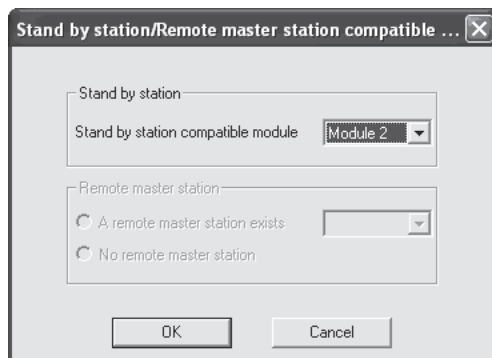 Stand by station/Remote master station compatible ...
Stand by station
Stand by station compatible module Module 2
Remote master station
A remote master station exists
No remote master station
OK Cancel